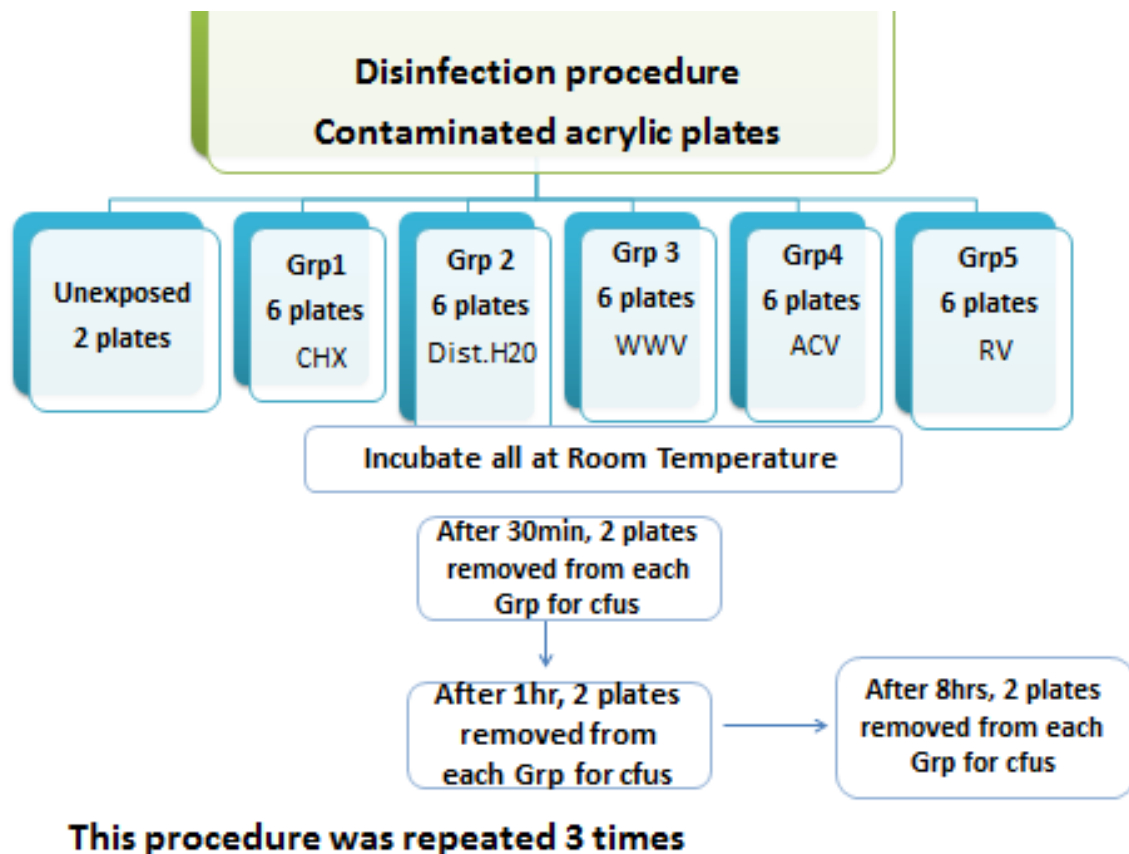 Disinfection procedure
Contaminated acrylic plates
Unexposed
2 plates
Grp1
6 plates
CHX
Grp 2
6 plates
Dist.H20
Grp 3
6 plates
WWV
Grp4
6 plates
ACV
Grp5
6 plates
RV
Incubate all at Room Temperature
After 30min, 2 plates
removed from each
Grp for cfus
After 1hr, 2 plates
removed from
each Grp for cfus
After 8hrs, 2 plates
removed from each
Grp for cfus
This procedure was repeated 3 times